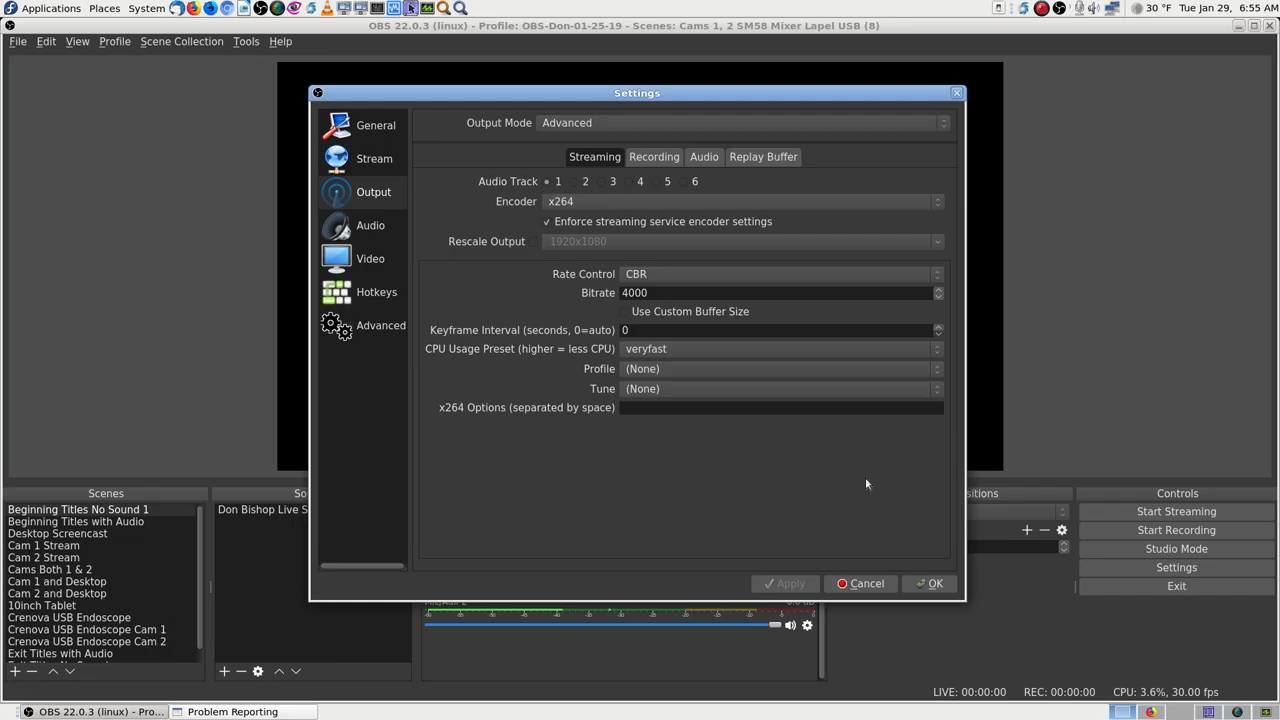 Applications Places System 30 °F Tue Jan 29, 6:55 AM
OBS 22.0.3 (linux) - Profile: OBS-Don-01-25-19 - Scenes: Cams 1, 2 SM58 Mixer Lapel USB (8)
File Edit View Profile Scene Collection Tools Help
Settings
General
Stream
Output
Audio
Video
Hotkeys
Advanced
Output Mode Advanced
Streaming Recording Audio Replay Buffer
Audio Track 1 2 3 4 5 6
Encoder x264
Enforce streaming service encoder settings
Rescale Output 1920x1080
Rate Control CBR
Bitrate 4000
Use Custom Buffer Size
Keyframe Interval (seconds, 0=auto) 0
CPU Usage Preset (higher = less CPU) veryfast
Profile (None)
Tune (None)
x264 Options (separated by space)
Apply Cancel OK
Scenes
Beginning Titles No Sound 1
Beginning Titles with Audio
Desktop Screencast
Cam 1 Stream
Cam 2 Stream
Cams Both 1 & 2
Cam 1 and Desktop
Cam 2 and Desktop
10inch Tablet
Crenova USB Endoscope
Crenova USB Endoscope Cam 1
Crenova USB Endoscope Cam 2
Exit Titles with Audio
So
Don Bishop Live S
sitions
Controls
Start Streaming
Start Recording
Studio Mode
Settings
Exit
LIVE: 00:00:00 REC: 00:00:00 CPU: 3.6%, 30.00 fps
OBS 22.0.3 (linux) - Pro... Problem Reporting